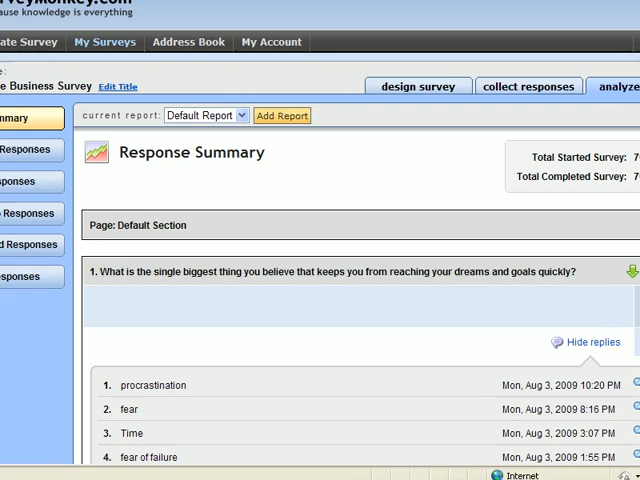 veyMonkey.com
ause knowledge is everything
ate Survey My Surveys Address Book My Account
e:
e Business Survey Edit Title
design survey collect responses analyze
mmary
current report: Default Report Add Report
Responses
Response Summary
Total Started Survey: 7
sponses
Total Completed Survey: 7
Responses
Page: Default Section
d Responses
1. What is the single biggest thing you believe that keeps you from reaching your dreams and goals quickly?
esponses
Hide replies
1. procrastination Mon, Aug 3, 2009 10:20 PM
2. fear Mon, Aug 3, 2009 8:16 PM
3. Time Mon, Aug 3, 2009 3:07 PM
4. fear of failure Mon, Aug 3, 2009 1:55 PM
Internet